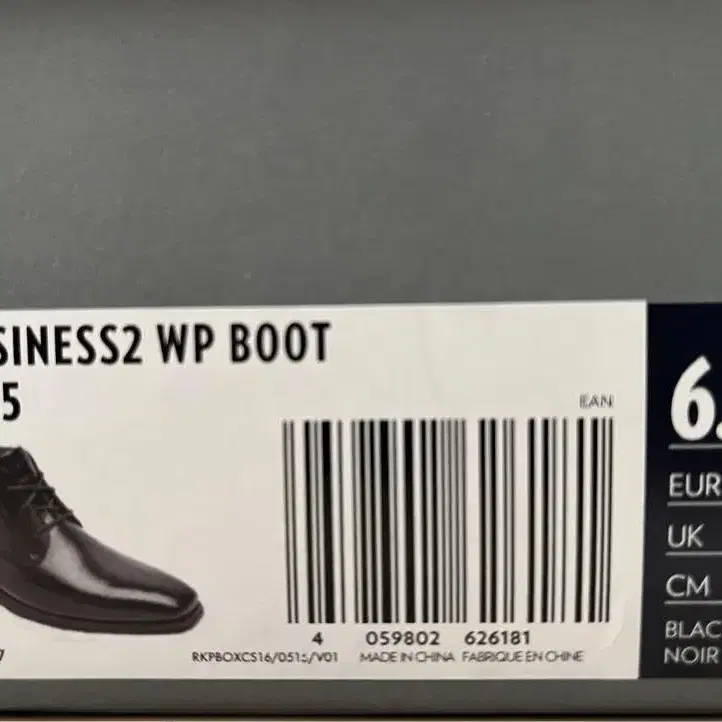 SINESS2 WP BOOT
5
EAN
4 059802 626181
RKPBOXCS16/0515/V01 MADE IN CHINA FABRIQUE EN CHINE
7
6.
EUR
UK
CM
BLAC
NOIR